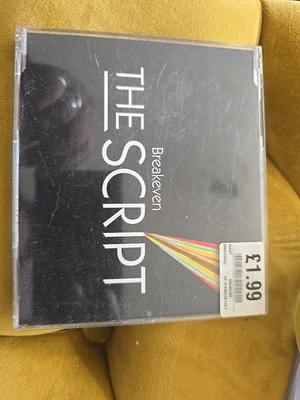 Breakeven
THE SCRIPT
£1.99